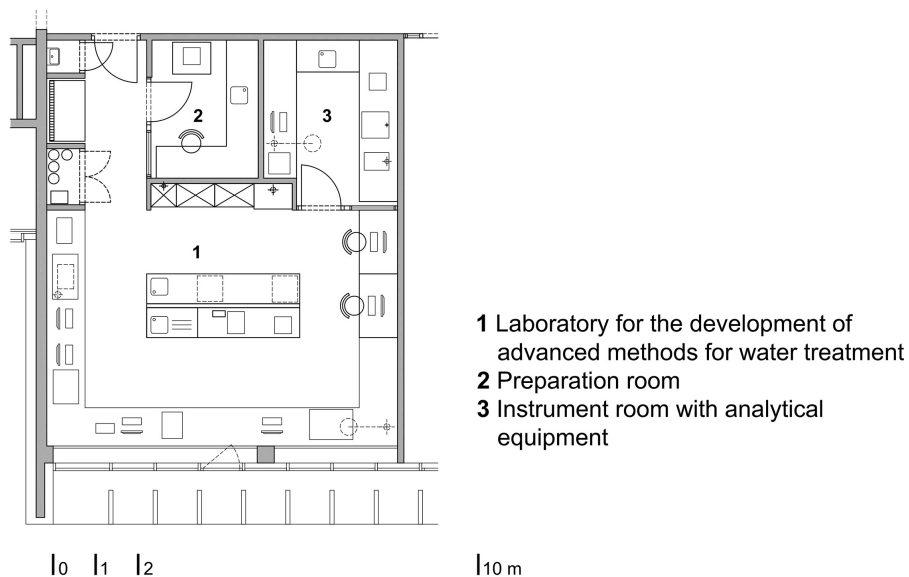 2
3
1
1 Laboratory for the development of
advanced methods for water treatment
2 Preparation room
3 Instrument room with analytical
equipment
0 1 2 10 m